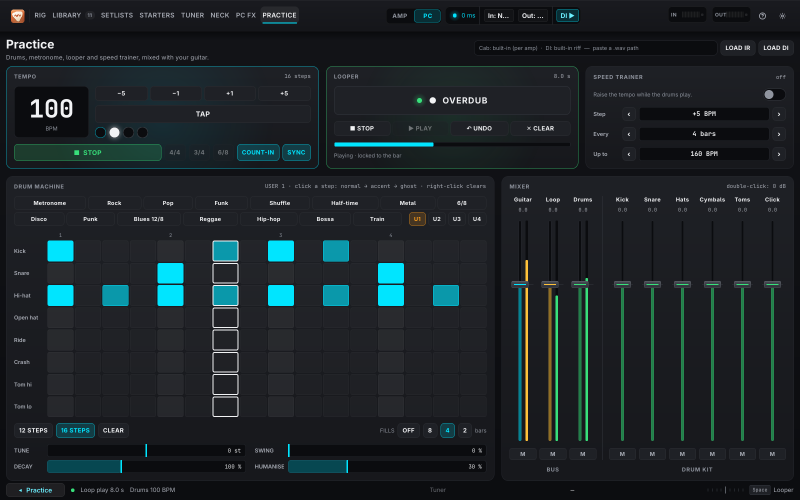 RIG LIBRARY 11 SETLISTS STARTERS TUNER NECK PC FX PRACTICE AMP PC 0 ms In: N... Out: ... DI ▶ IN OUT
Practice
Drums, metronome, looper and speed trainer, mixed with your guitar.
Cab: built-in (per amp) · DI: built-in riff — paste a .wav path LOAD IR LOAD DI
TEMPO 16 steps
100
BPM
−5 −1 +1 +5
TAP
■ STOP 4/4 3/4 6/8 COUNT-IN SYNC
LOOPER 8.0 s
OVERDUB
■ STOP ▶ PLAY ↶ UNDO × CLEAR
Playing · locked to the bar
SPEED TRAINER off
Raise the tempo while the drums play.
Step ‹ +5 BPM ›
Every ‹ 4 bars ›
Up to ‹ 160 BPM ›
DRUM MACHINE USER 1 · click a step: normal → accent → ghost · right-click clears
Metronome Rock Pop Funk Shuffle Half-time Metal 6/8
Disco Punk Blues 12/8 Reggae Hip-hop Bossa Train U1 U2 U3 U4
1 2 3 4
Kick
Snare
Hi-hat
Open hat
Ride
Crash
Tom hi
Tom lo
12 STEPS 16 STEPS CLEAR FILLS OFF 8 4 2 bars
TUNE 0 st SWING 0 %
DECAY 100 % HUMANISE 30 %
MIXER double-click: 0 dB
Guitar Loop Drums Kick Snare Hats Cymbals Toms Click
0.0 0.0 0.0 0.0 0.0 0.0 0.0 0.0 0.0
M M M M M M M M M
BUS DRUM KIT
◂ Practice Loop play 8.0 s Drums 100 BPM Tuner – Space Looper